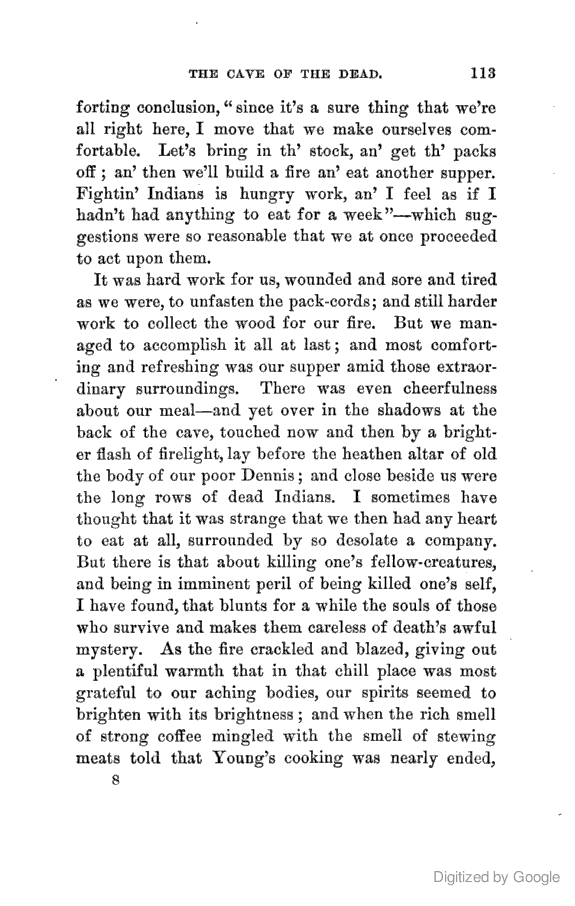 THE CAVE OF THE DEAD. 113
forting conclusion, "since it's a sure thing that we're
all right here, I move that we make ourselves com-
fortable. Let's bring in th' stock, an' get th' packs
off; an' then we'll build a fire an' eat another supper.
Fightin' Indians is hungry work, an' I feel as if I
hadn't had anything to eat for a week"—which sug-
gestions were so reasonable that we at once proceeded
to act upon them.
It was hard work for us, wounded and sore and tired
as we were, to unfasten the pack-cords; and still harder
work to collect the wood for our fire. But we man-
aged to accomplish it all at last; and most comfort-
ing and refreshing was our supper amid those extraor-
dinary surroundings. There was even cheerfulness
about our meal—and yet over in the shadows at the
back of the cave, touched now and then by a bright-
er flash of firelight, lay before the heathen altar of old
the body of our poor Dennis; and close beside us were
the long rows of dead Indians. I sometimes have
thought that it was strange that we then had any heart
to eat at all, surrounded by so desolate a company.
But there is that about killing one's fellow-creatures,
and being in imminent peril of being killed one's self,
I have found, that blunts for a while the souls of those
who survive and makes them careless of death's awful
mystery. As the fire crackled and blazed, giving out
a plentiful warmth that in that chill place was most
grateful to our aching bodies, our spirits seemed to
brighten with its brightness; and when the rich smell
of strong coffee mingled with the smell of stewing
meats told that Young's cooking was nearly ended,
8
Digitized by Google